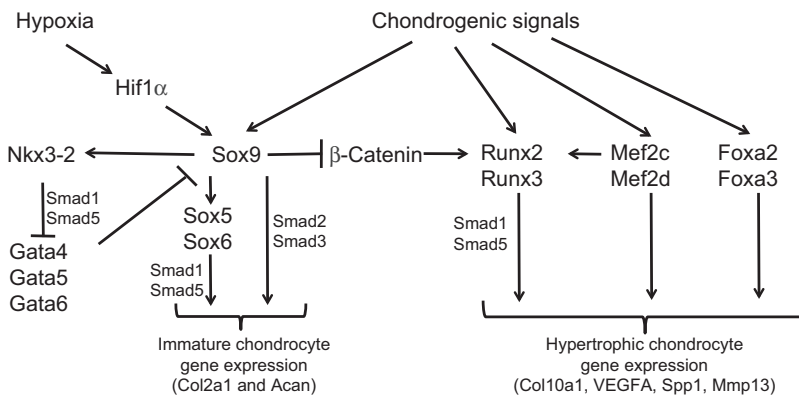 Hypoxia
Chondrogenic signals
Hif1α
Nkx3-2
Sox9
β-Catenin
Runx2
Runx3
Mef2c
Mef2d
Foxa2
Foxa3
Smad1
Smad5
Sox5
Sox6
Smad2
Smad3
Smad1
Smad5
Gata4
Gata5
Gata6
Smad1
Smad5
Immature chondrocyte
gene expression
(Col2a1 and Acan)
Hypertrophic chondrocyte
gene expression
(Col10a1, VEGFA, Spp1, Mmp13)